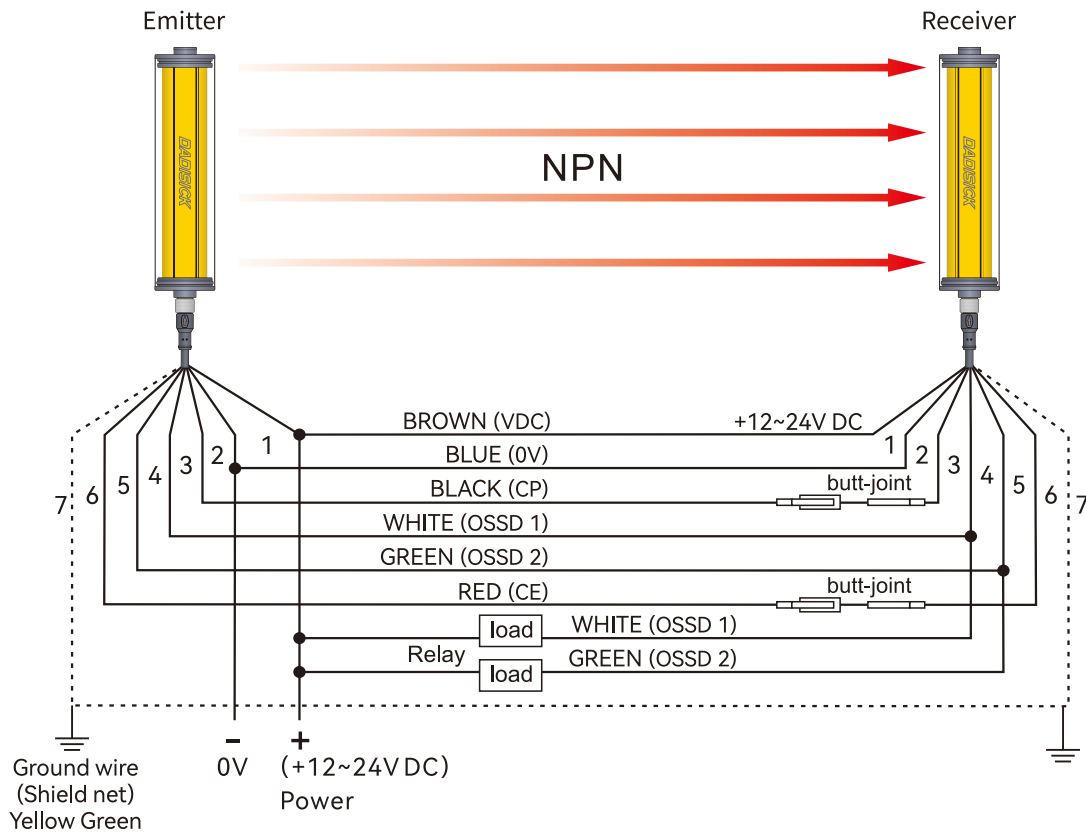 Emitter
Receiver
DADISICK
DADISICK
NPN
BROWN (VDC)
+12~24V DC
1
1
BLUE (0V)
2
2
BLACK (CP)
butt-joint
3
3
WHITE (OSSD 1)
4
4
GREEN (OSSD 2)
5
5
RED (CE)
butt-joint
6
6
7
7
load
WHITE (OSSD 1)
Relay
load
GREEN (OSSD 2)
-
+
0V
(+12~24V DC)
Power
Ground wire
(Shield net)
Yellow Green